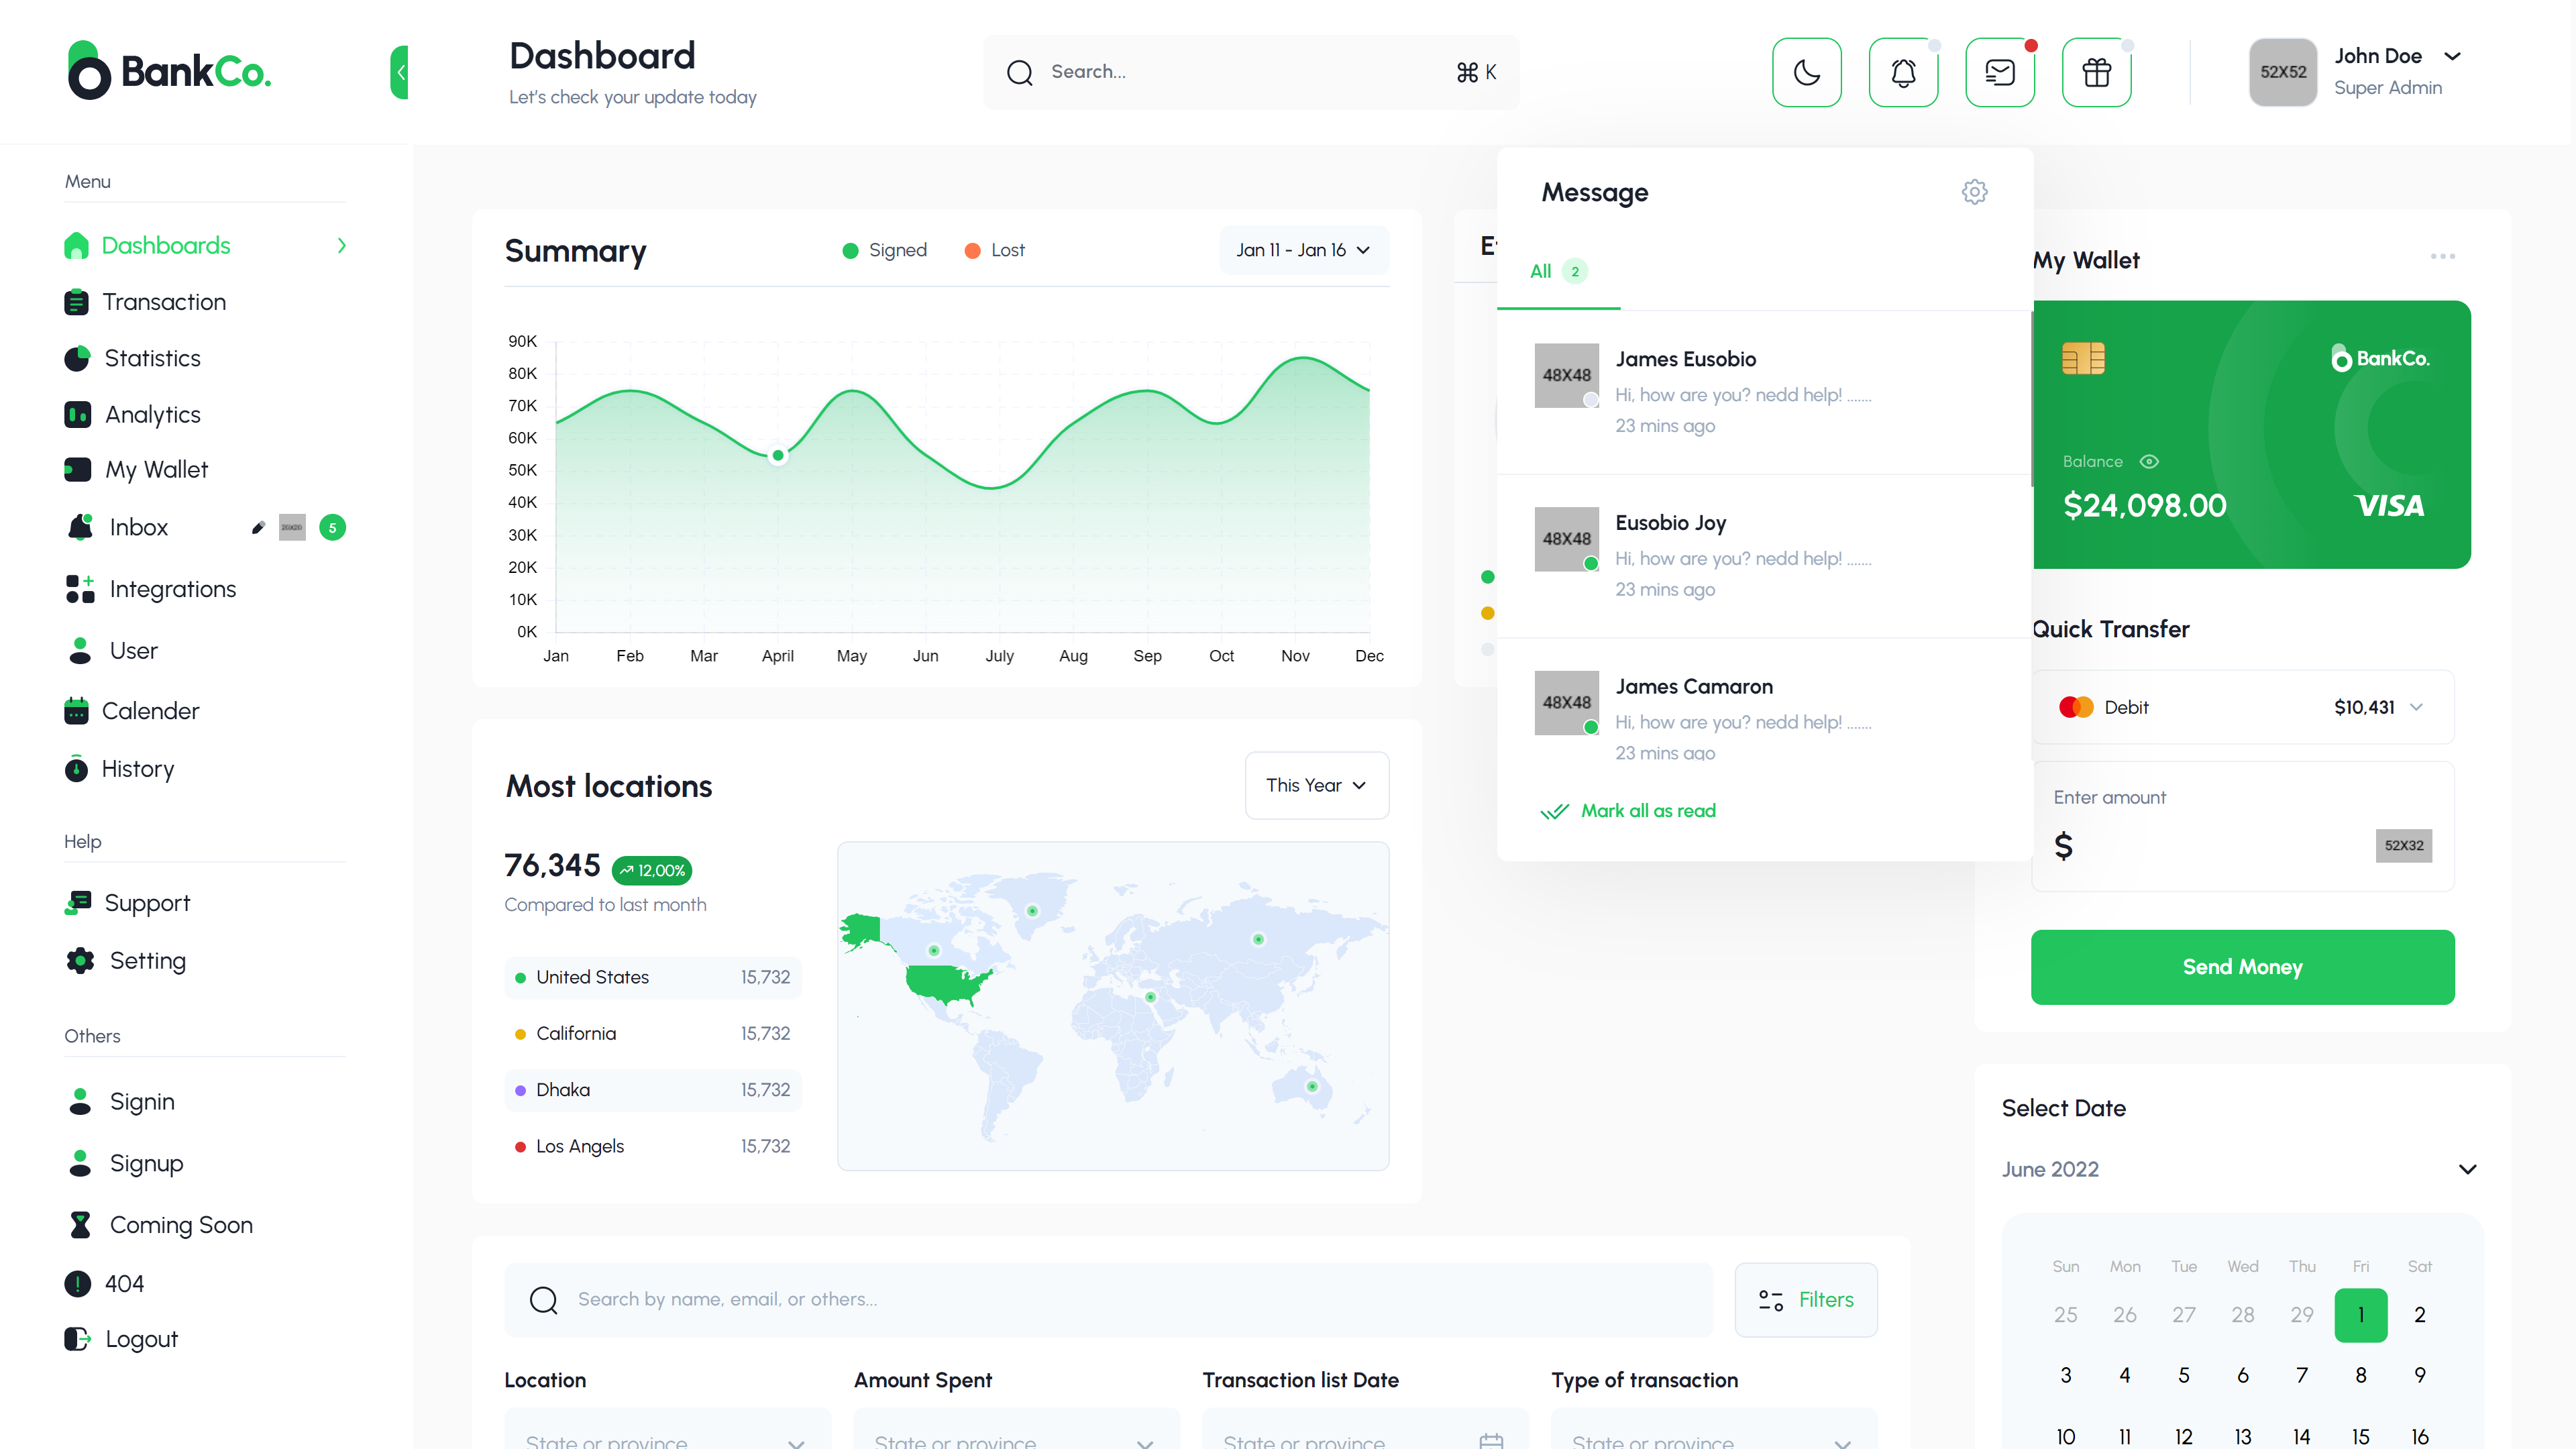 BankCo.
Dashboard
Let's check your update today
Search...
⌘ K
52X52
John Doe
Super Admin
Menu
Dashboards
Transaction
Statistics
Analytics
My Wallet
Inbox
20X20
5
Integrations
User
Calender
History
Help
Support
Setting
Others
Signin
Signup
Coming Soon
404
Logout
Summary
Signed
Lost
Jan 11 - Jan 16
90K
80K
70K
60K
50K
40K
30K
20K
10K
0K
Jan Feb Mar April May Jun July Aug Sep Oct Nov Dec
Most locations
This Year
76,345
12,00%
Compared to last month
United States 15,732
California 15,732
Dhaka 15,732
Los Angels 15,732
Message
All 2
48X48
James Eusobio
Hi, how are you? nedd help! .......
23 mins ago
48X48
Eusobio Joy
Hi, how are you? nedd help! .......
23 mins ago
48X48
James Camaron
Hi, how are you? nedd help! .......
23 mins ago
Mark all as read
My Wallet
BankCo.
Balance
$24,098.00
VISA
Quick Transfer
Debit
$10,431
Enter amount
$
52X32
Send Money
Select Date
June 2022
Sun Mon Tue Wed Thu Fri Sat
25 26 27 28 29 1 2
3 4 5 6 7 8 9
10 11 12 13 14 15 16
Search by name, email, or others...
Filters
Location
Amount Spent
Transaction list Date
Type of transaction
State or province
State or province
State or province
State or province